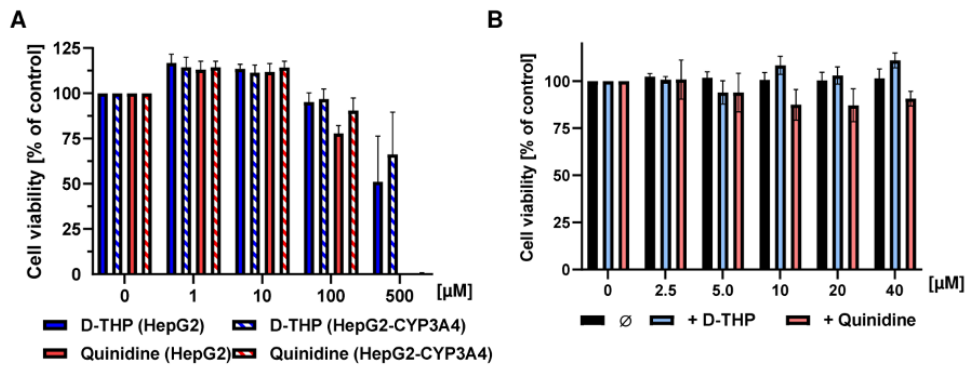 A
Cell viability [% of control]
125
100
75
50
25
0
0 1 10 100 500 [µM]
D-THP (HepG2) D-THP (HepG2-CYP3A4)
Quinidine (HepG2) Quinidine (HepG2-CYP3A4)
B
Cell viability [% of control]
125
100
75
50
25
0
0 2.5 5.0 10 20 40 [µM]
Ø + D-THP + Quinidine